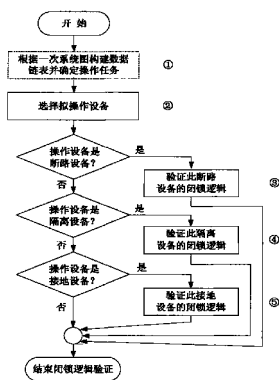 开 始
根据一次系统图构建数据
链表并确定操作任务
①
选择拟操作设备
②
操作设备是
断路设备？
是
否
验证此断路
设备的闭锁逻辑
③
操作设备是
隔离设备？
是
否
验证此隔离
设备的闭锁逻辑
④
操作设备是
接地设备？
是
否
验证此接地
设备的闭锁逻辑
⑤
结束闭锁逻辑验证